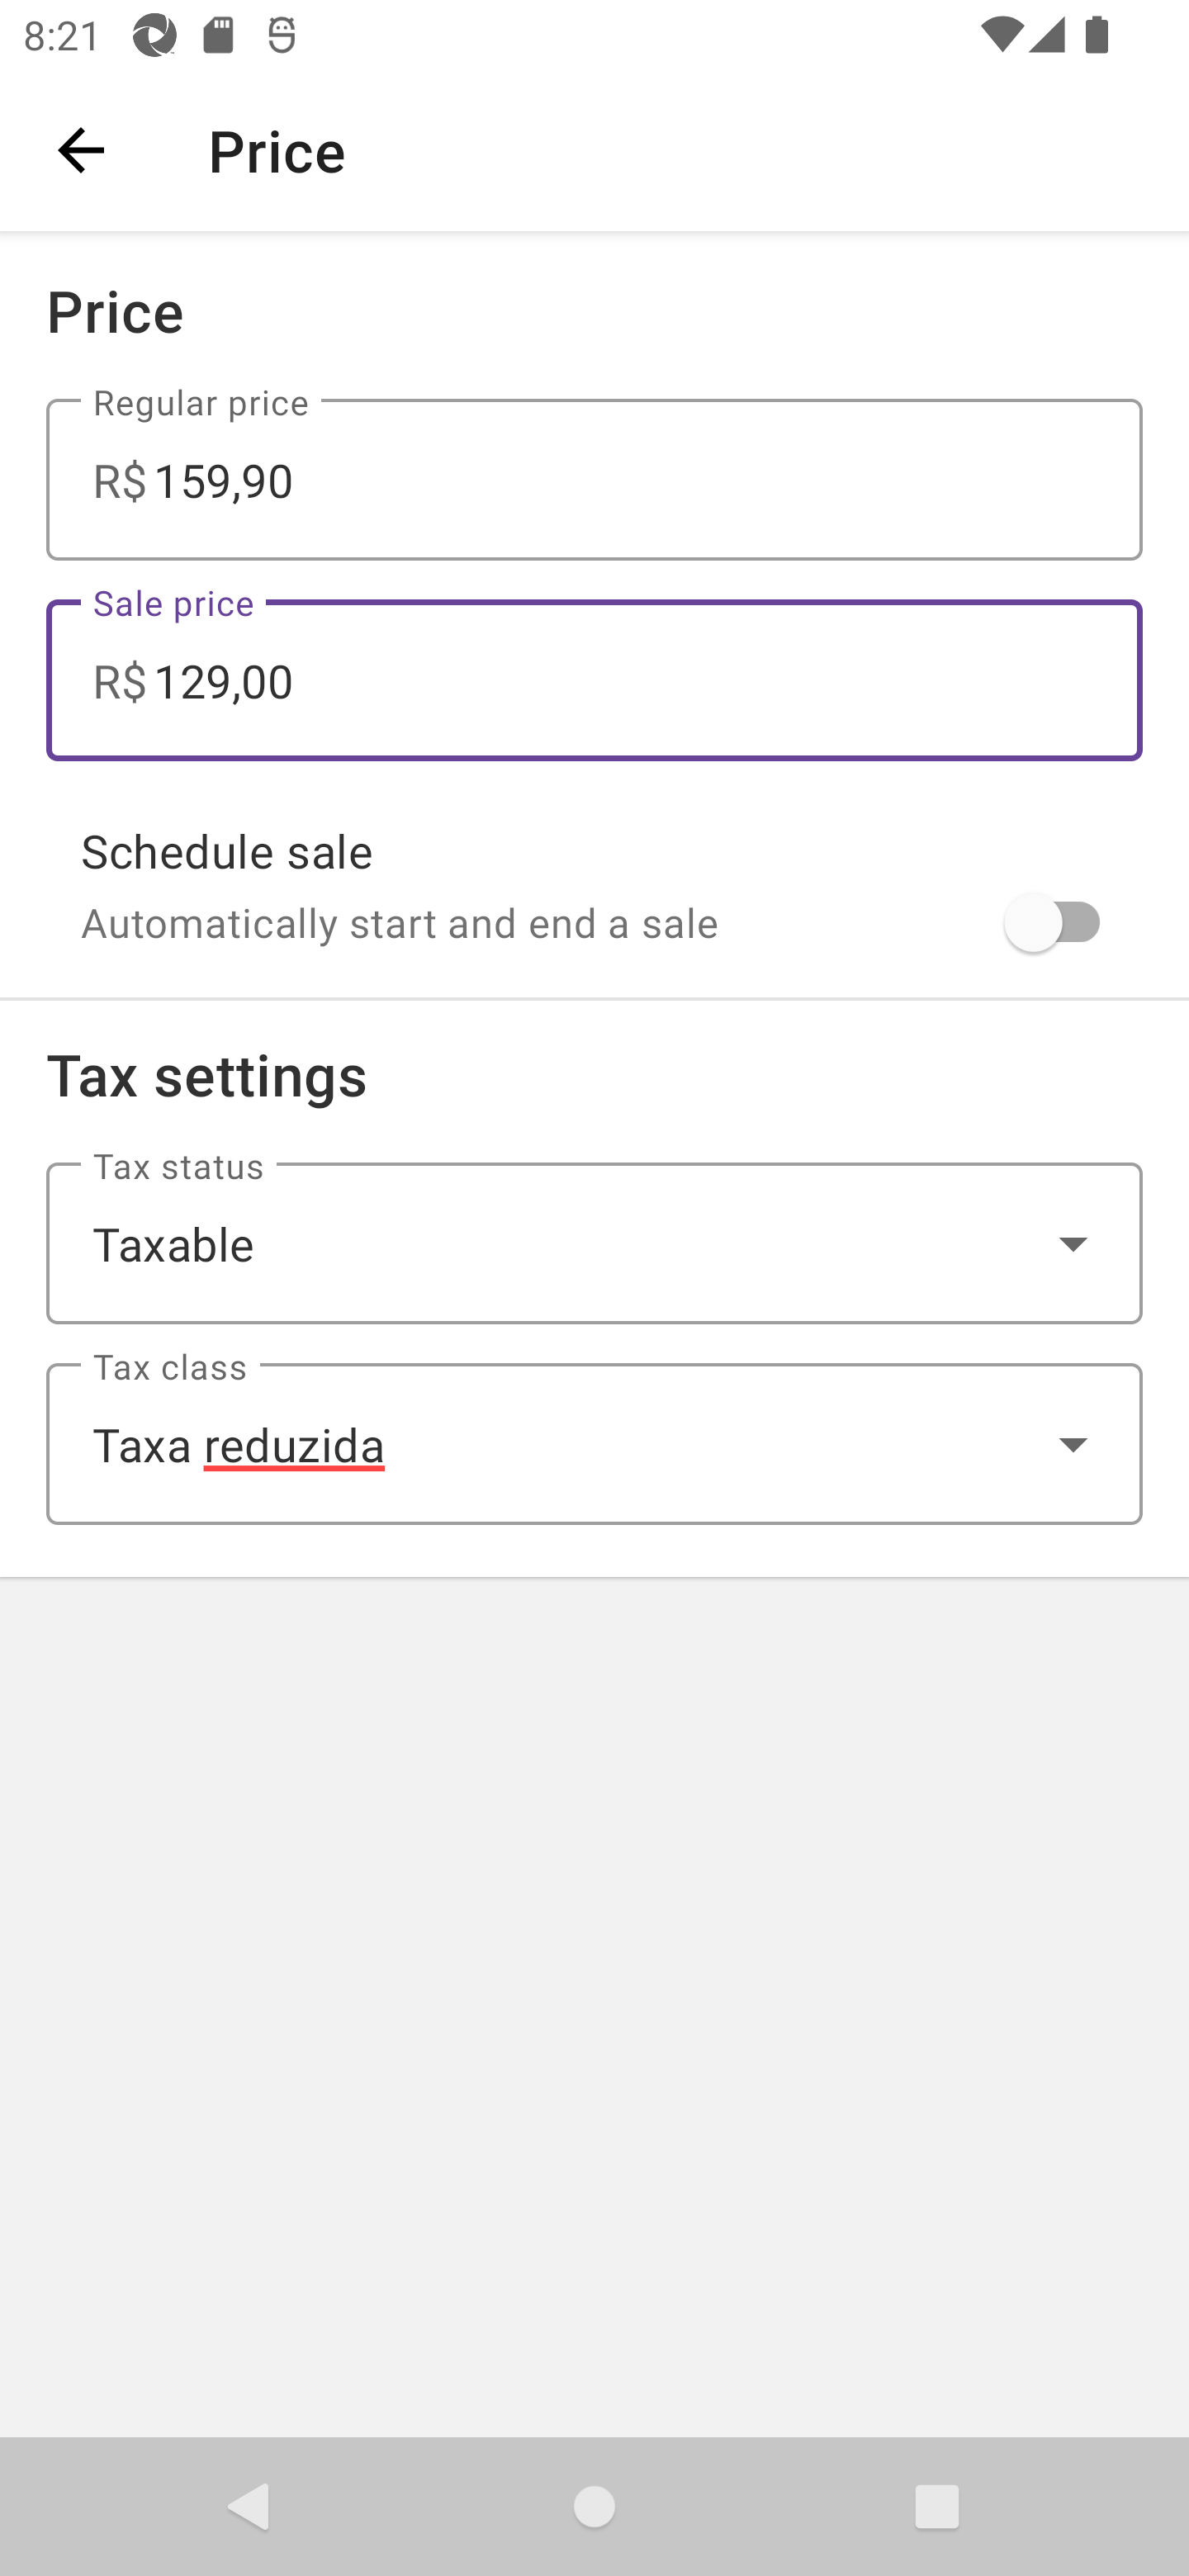 8:21
Price
Price
Regular price
R$ 159,90
Sale price
R$ 129,00
Schedule sale
Automatically start and end a sale
Tax settings
Tax status
Taxable
Tax class
Taxa reduzida